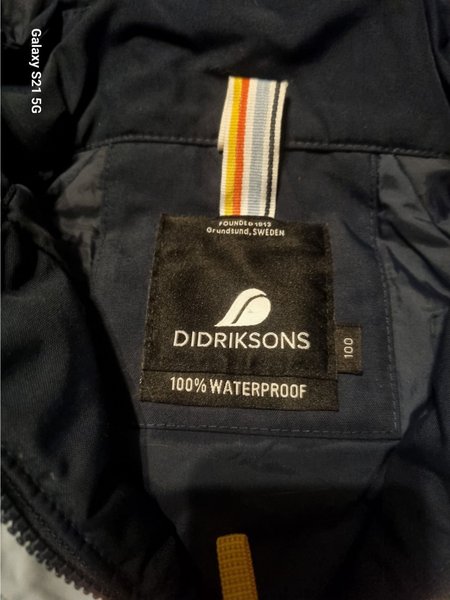 Galaxy S21 5G
FOUNDED 1913
Grundsund, SWEDEN
DIDRIKSONS
100
100% WATERPROOF